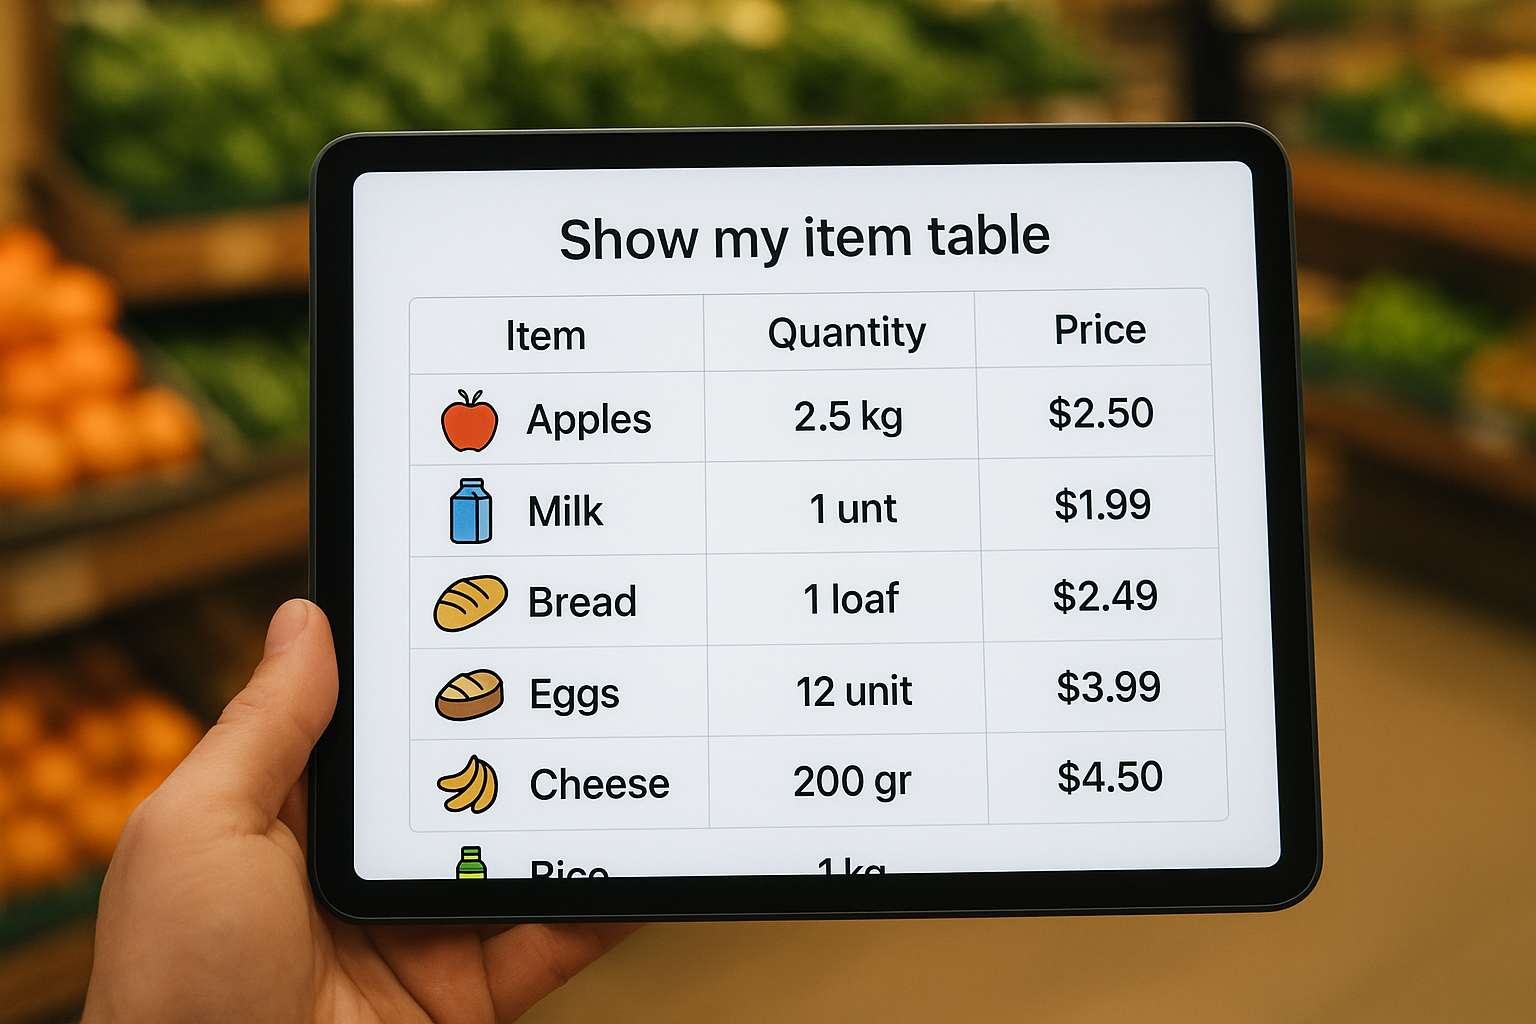 Show my item table
Item Quantity Price
Apples 2.5 kg $2.50
Milk 1 unt $1.99
Bread 1 loaf $2.49
Eggs 12 unit $3.99
Cheese 200 gr $4.50
Rice 1 kg